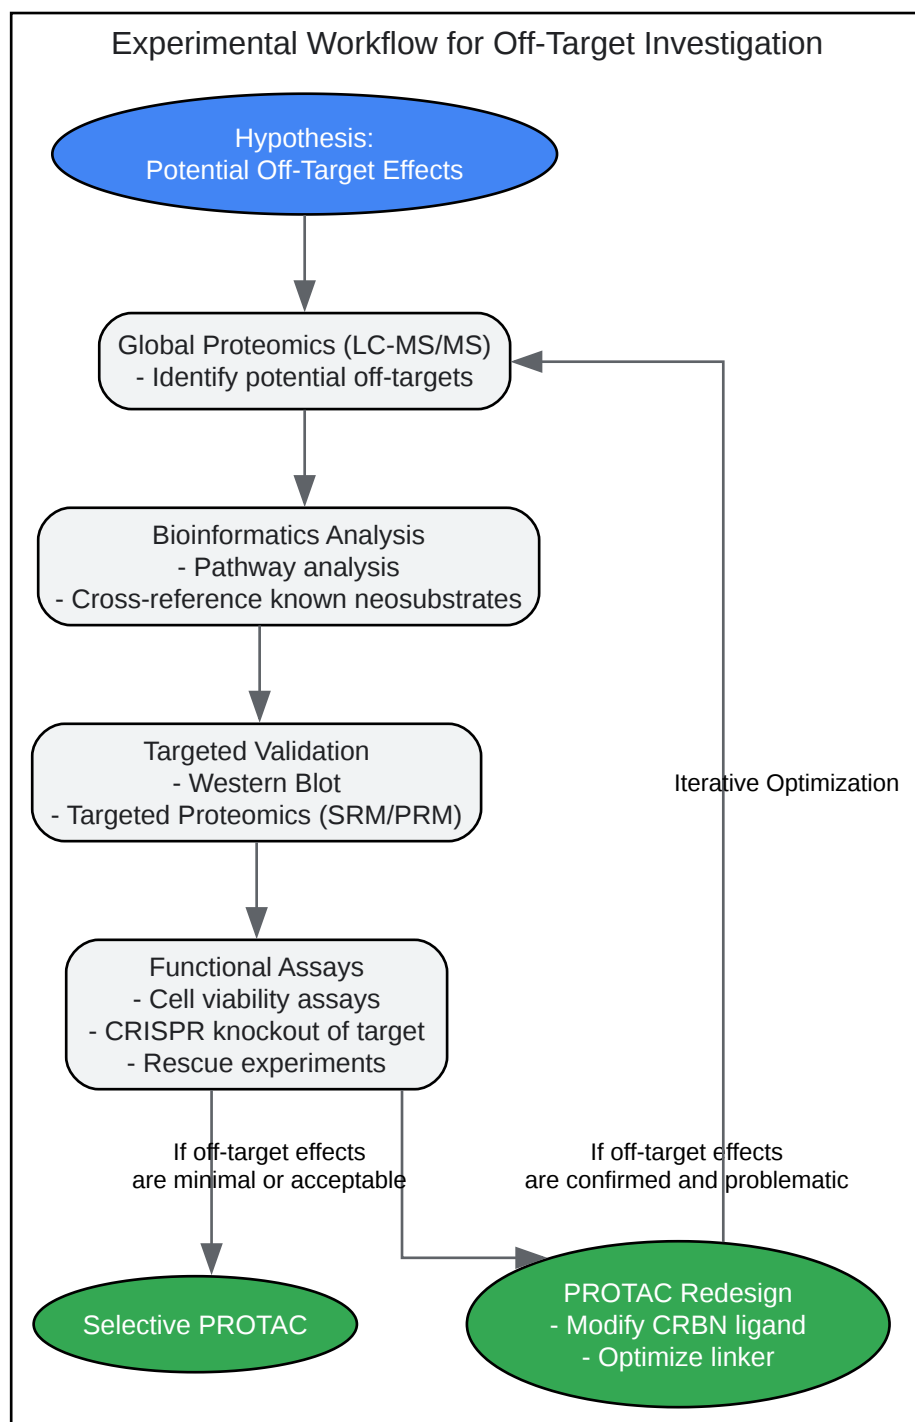 Experimental Workflow for Off-Target Investigation
Hypothesis:
Potential Off-Target Effects
Global Proteomics (LC-MS/MS)
- Identify potential off-targets
Bioinformatics Analysis
- Pathway analysis
- Cross-reference known neosubstrates
Targeted Validation
- Western Blot
- Targeted Proteomics (SRM/PRM)
Iterative Optimization
Functional Assays
- Cell viability assays
- CRISPR knockout of target
- Rescue experiments
If off-target effects
are minimal or acceptable
If off-target effects
are confirmed and problematic
Selective PROTAC
PROTAC Redesign
- Modify CRBN ligand
- Optimize linker